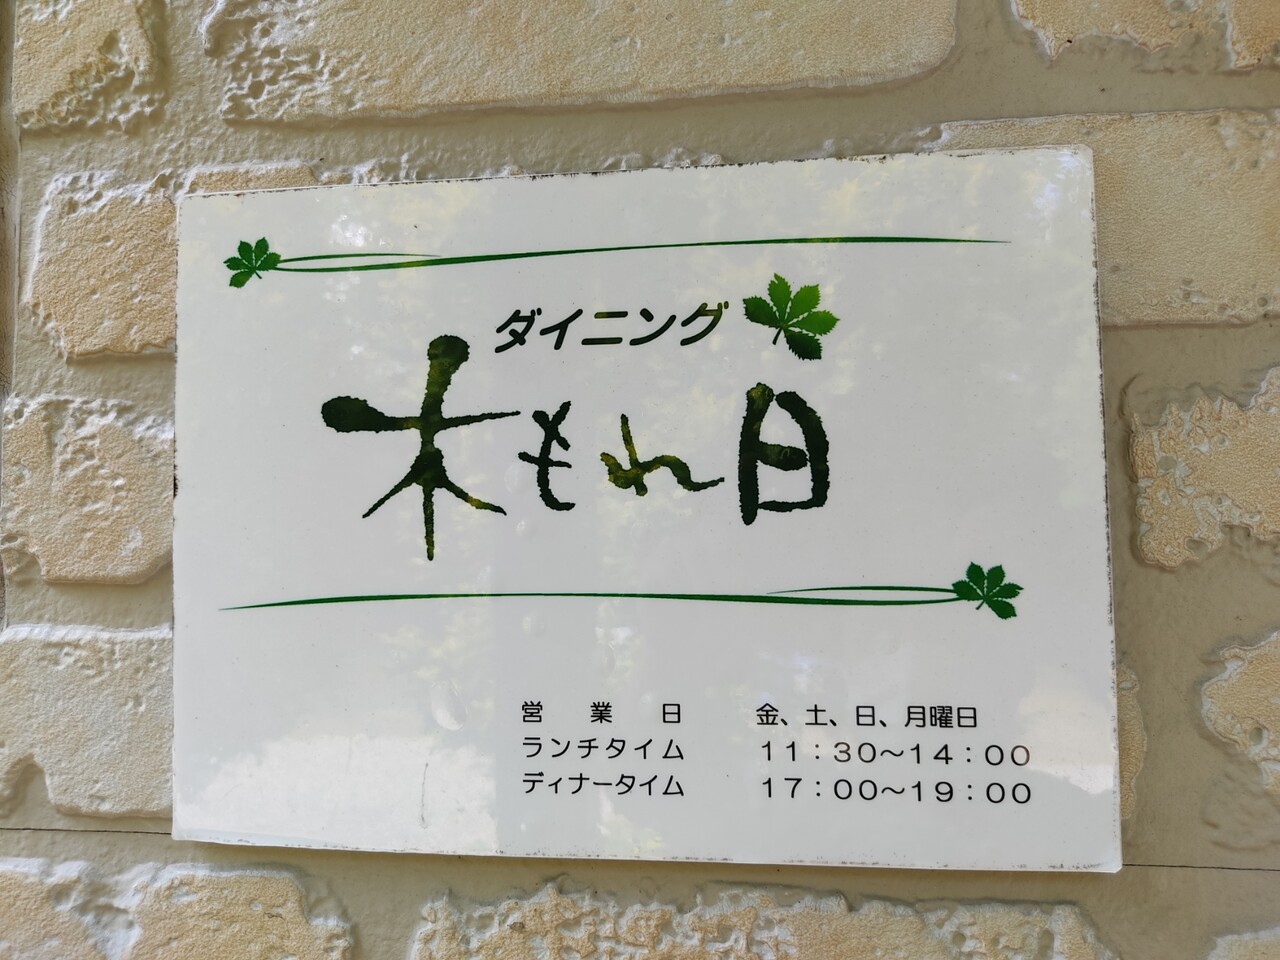 ダイニング
木もれ日
営業日 金、土、日、月曜日
ランチタイム 11：30〜14：00
ディナータイム 17：00〜19：00